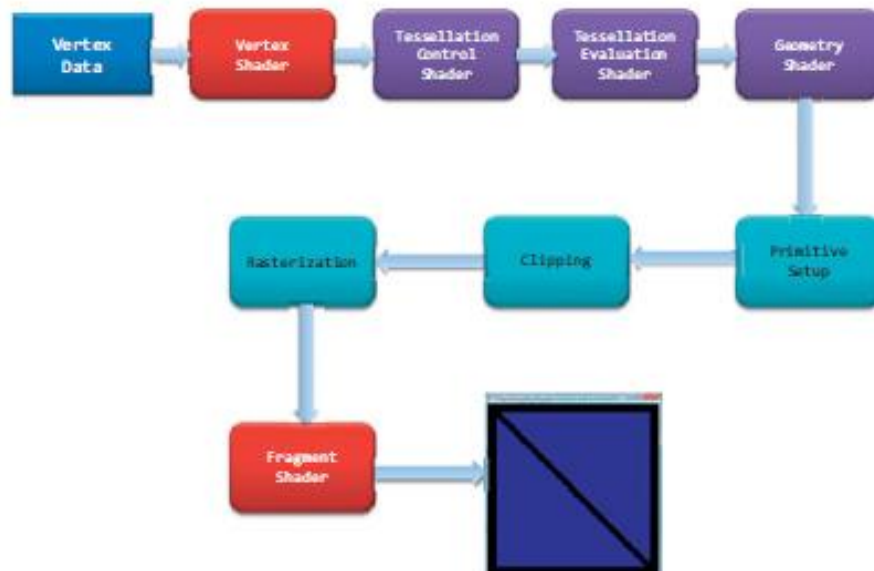 Vertex
Data
Vertex
Shader
Tessellation
Control
Shader
Tessellation
Evaluation
Shader
Geometry
Shader
Primitive
Setup
Clipping
Rasterization
Fragment
Shader